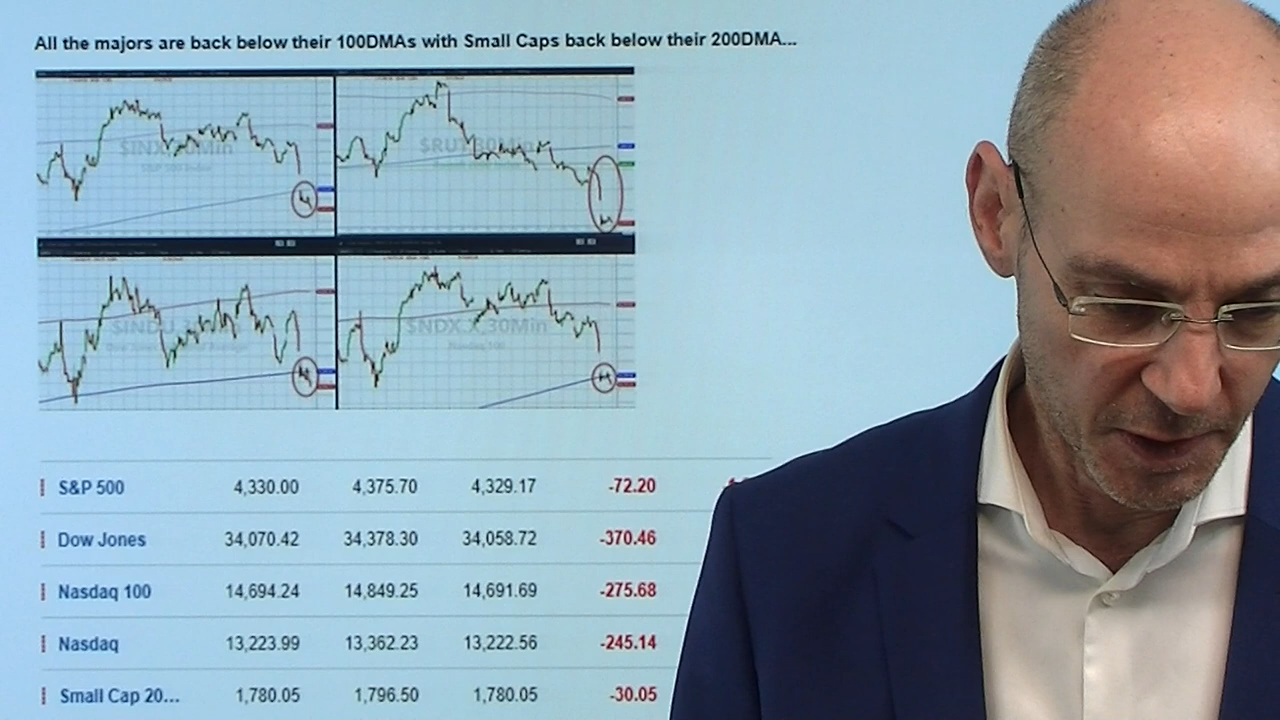 All the majors are back below their 100DMAs with Small Caps back below their 200DMA...
$RUT
$INDU,
$NDX.X,30Min
S&P 500 4,330.00 4,375.70 4,329.17 -72.20
Dow Jones 34,070.42 34,378.30 34,058.72 -370.46
Nasdaq 100 14,694.24 14,849.25 14,691.69 -275.68
Nasdaq 13,223.99 13,362.23 13,222.56 -245.14
Small Cap 20... 1,780.05 1,796.50 1,780.05 -30.05